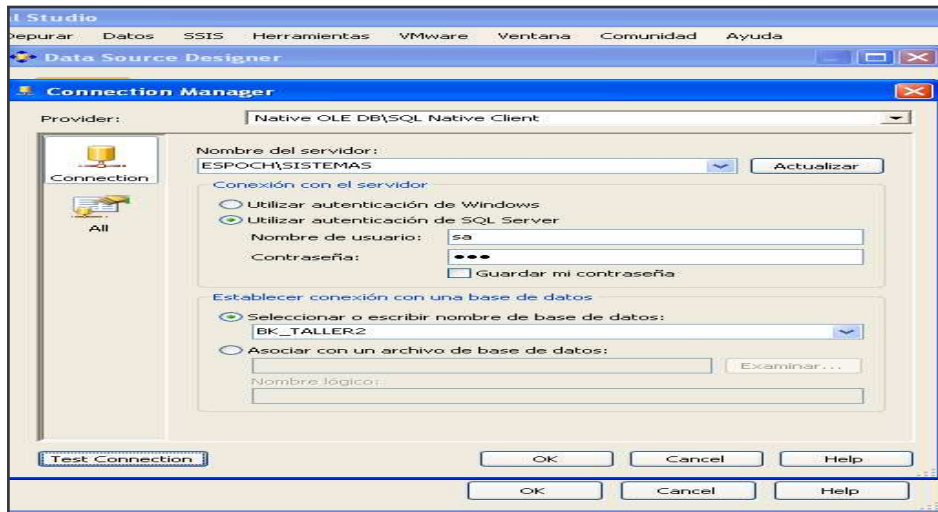 l Studio
Depurar Datos SSIS Herramientas VMware Ventana Comunidad Ayuda
Data Source Designer
Connection Manager
Provider: Native OLE DB\SQL Native Client
Connection
All
Nombre del servidor:
ESPOCH\SISTEMAS Actualizar
Conexión con el servidor
Utilizar autenticación de Windows
Utilizar autenticación de SQL Server
Nombre de usuario: sa
Contraseña: ●●●
Guardar mi contraseña
Establecer conexión con una base de datos
Seleccionar o escribir nombre de base de datos:
BK_TALLER2
Asociar con un archivo de base de datos:
Examinar...
Nombre lógico:
Test Connection OK Cancel Help
OK Cancel Help